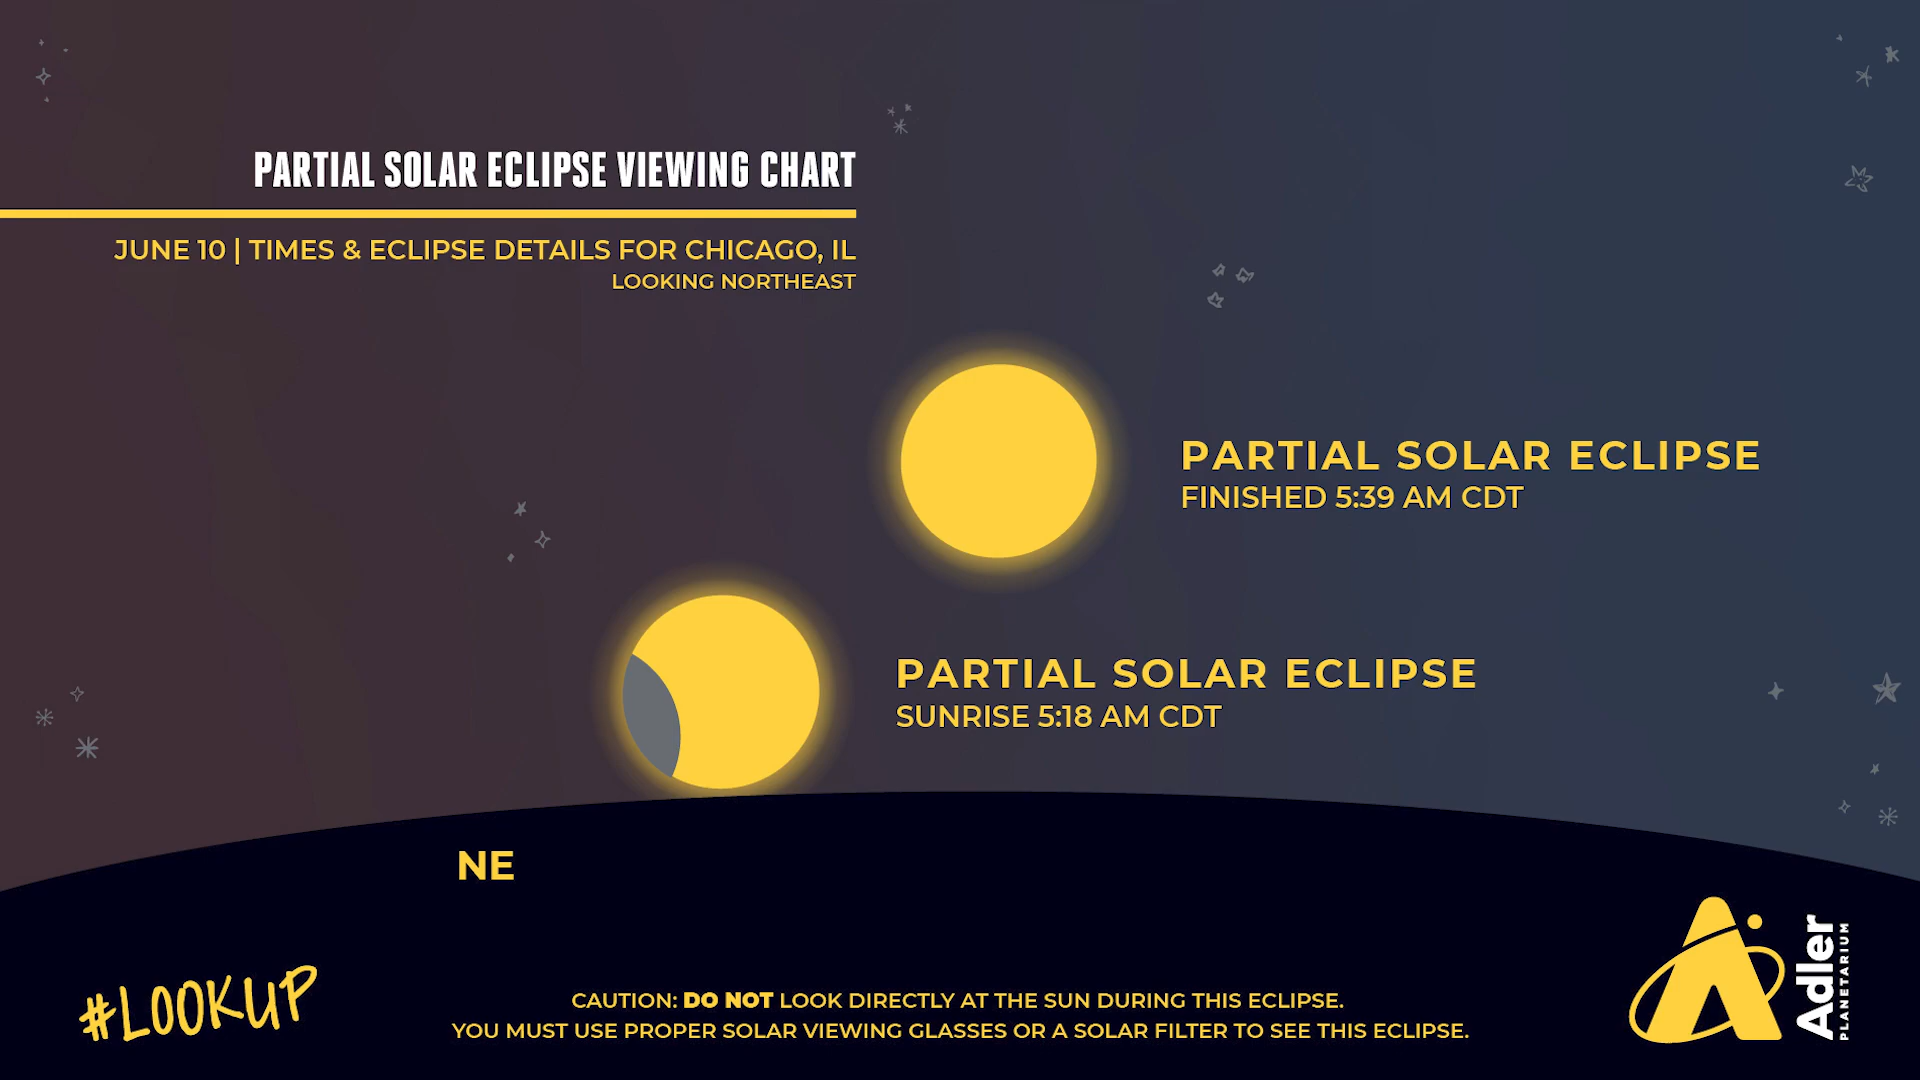 PARTIAL SOLAR ECLIPSE VIEWING CHART
JUNE 10 | TIMES & ECLIPSE DETAILS FOR CHICAGO, IL
LOOKING NORTHEAST
PARTIAL SOLAR ECLIPSE
FINISHED 5:39 AM CDT
PARTIAL SOLAR ECLIPSE
SUNRISE 5:18 AM CDT
NE
#LOOKUP
CAUTION: DO NOT LOOK DIRECTLY AT THE SUN DURING THIS ECLIPSE.
YOU MUST USE PROPER SOLAR VIEWING GLASSES OR A SOLAR FILTER TO SEE THIS ECLIPSE.
Adler
PLANETARIUM